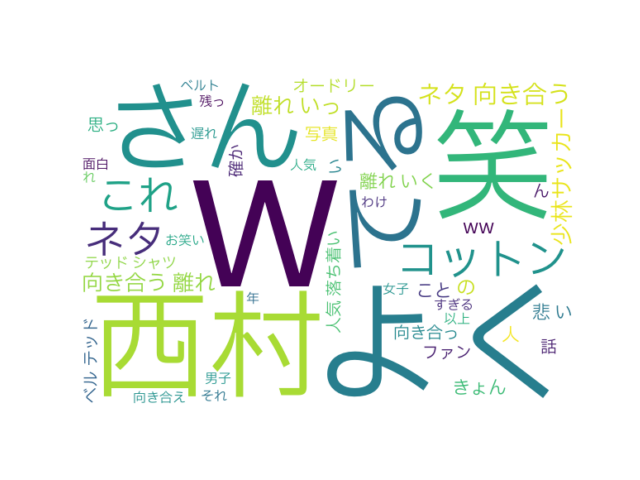 ベルト
残っ
オードリー
離れ いっ
ネタ 向き合う
さん
る
笑
思っ
遅れ
写真
少林サッカー
面白
れ
確か
人気
い
離れ いく
ん
これ
w
に
わけ
ネタ
お笑い
ww
コットン
テッド シャツ
人気 落ち着い
向き合う 離れ
西村
年
よく
女子
こと
の
すぎる
悲 い
ベル テッド
以上
向き合っ
人
ファン
話
男子
きょん
向き合え
それ